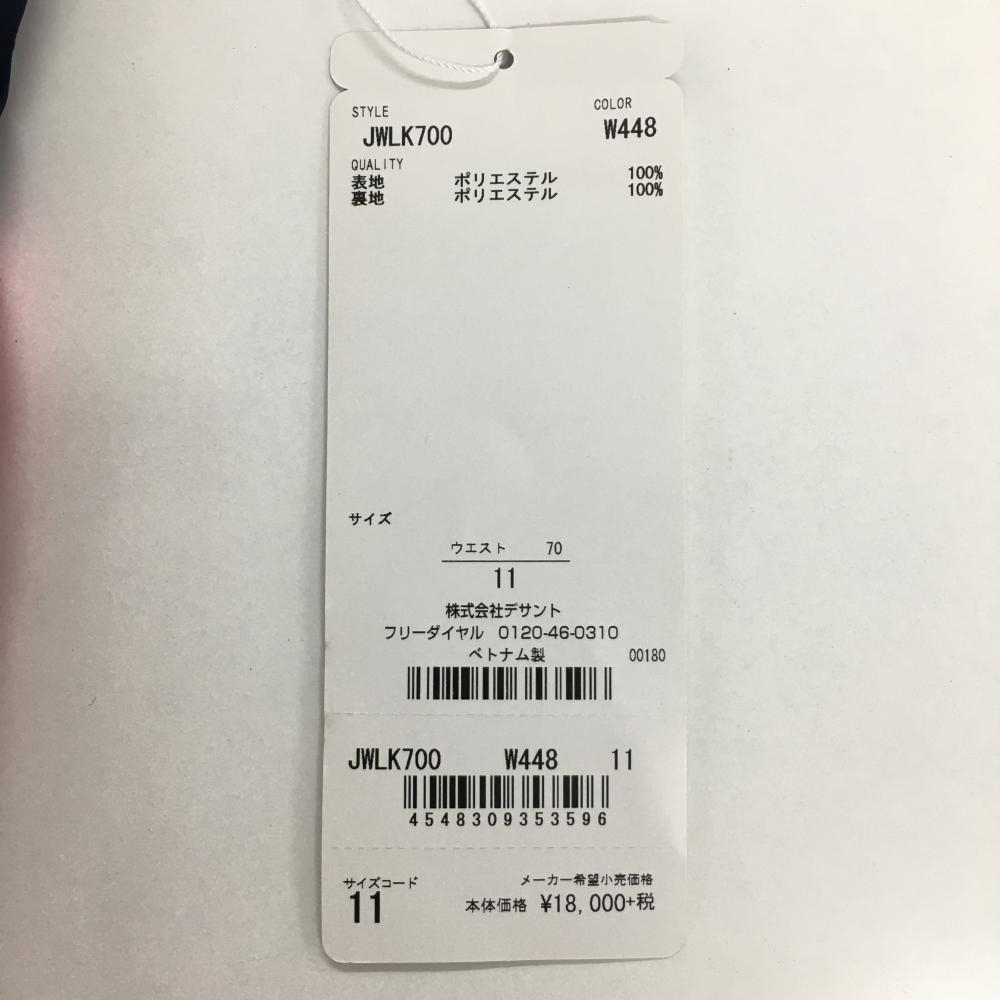 STYLE COLOR
JWLK700 W448
QUALITY
表地 ポリエステル 100%
裏地 ポリエステル 100%
サイズ
ウエスト 70
11
株式会社デサント
フリーダイヤル 0120-46-0310
ベトナム製 00180
JWLK700 W448 11
4548309353596
サイズコード メーカー希望小売価格
11 本体価格 ¥18,000+税